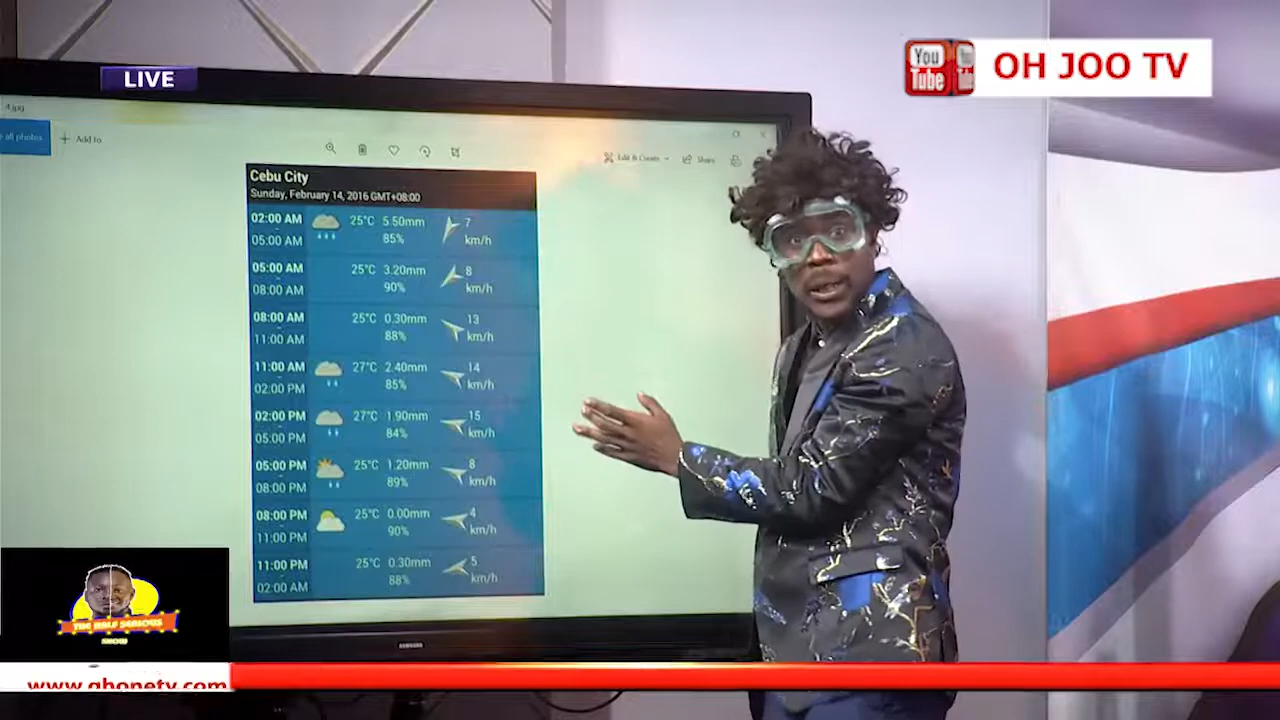 LIVE
You Tube
OH JOO TV
4.jpg
all photos
+ Add to
Edit & Create
Share
Cebu City
Sunday, February 14, 2016 GMT+08:00
02:00 AM 25°C 5.50mm 7
05:00 AM 85% km/h
05:00 AM 25°C 3.20mm 8
08:00 AM 90% km/h
08:00 AM 25°C 0.30mm 13
11:00 AM 88% km/h
11:00 AM 27°C 2.40mm 14
02:00 PM 85% km/h
02:00 PM 27°C 1.90mm 15
05:00 PM 84% km/h
05:00 PM 25°C 1.20mm 8
08:00 PM 89% km/h
08:00 PM 25°C 0.00mm 4
11:00 PM 90% km/h
11:00 PM 25°C 0.30mm 5
02:00 AM 88% km/h
SAMSUNG
THE HALF SERIOUS
SHOW
www.ghonetv.com